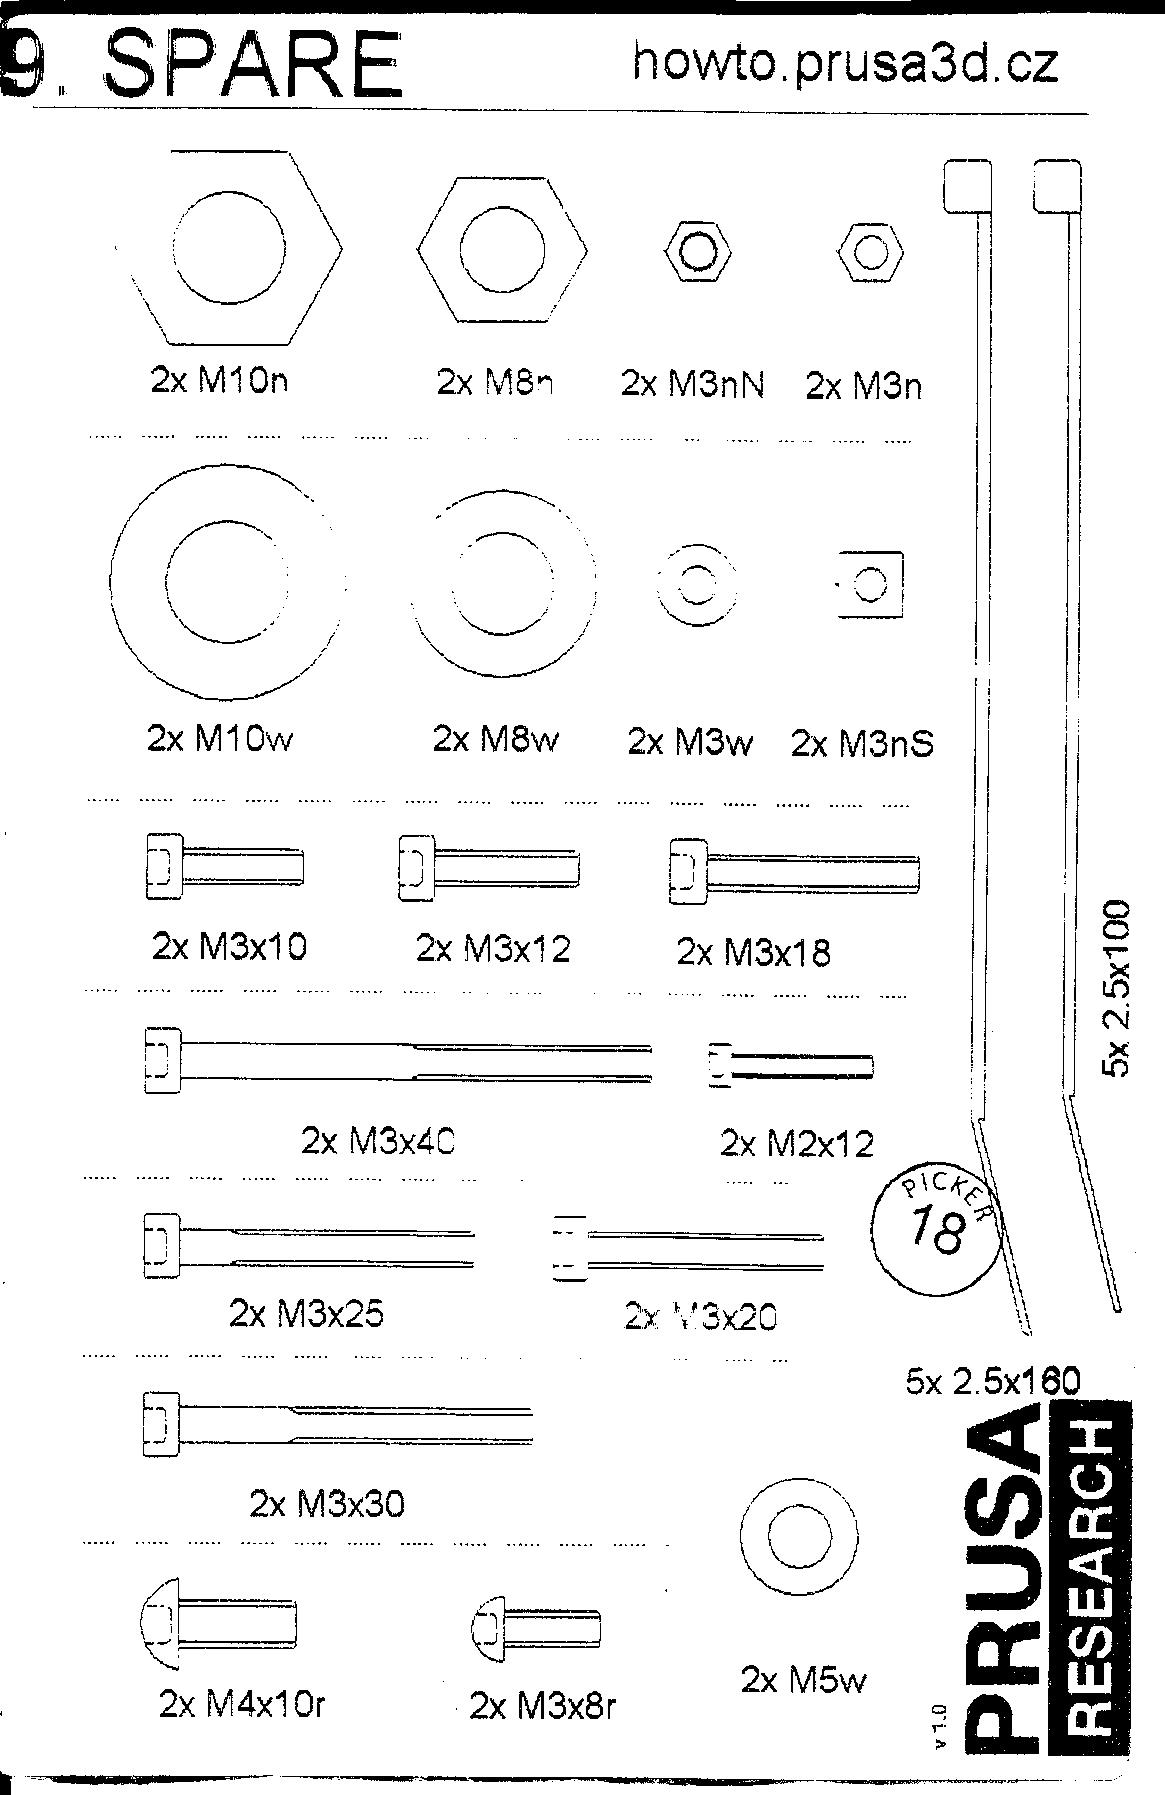 9. SPARE
howto.prusa3d.cz
2x M10n
2x M8n
2x M3nN
2x M3n
2x M10w
2x M8w
2x M3w
2x M3nS
2x M3x10
2x M3x12
2x M3x18
5x 2.5x100
2x M3x40
2x M2x12
PICKER
18
2x M3x25
2x M3x20
5x 2.5x160
2x M3x30
2x M4x10r
2x M3x8r
2x M5w
v 1.0
PRUSA
RESEARCH